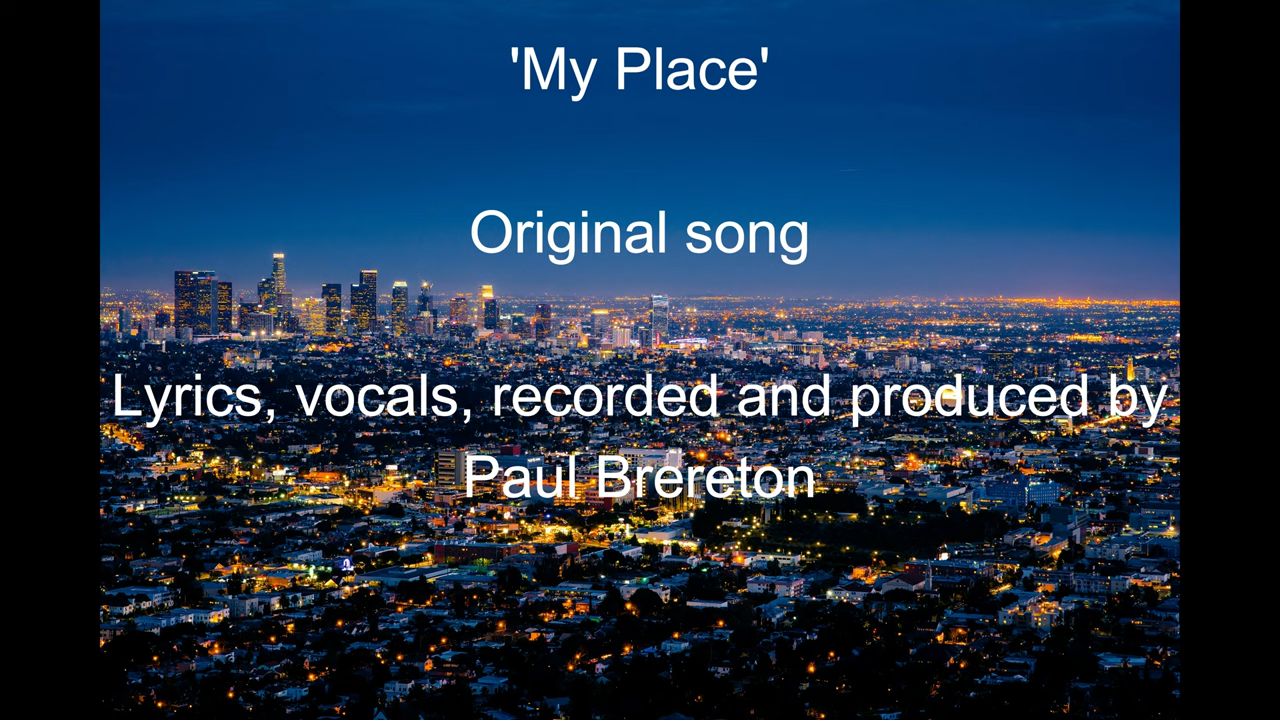 'My Place'
Original song
Lyrics, vocals, recorded and produced by
Paul Brereton